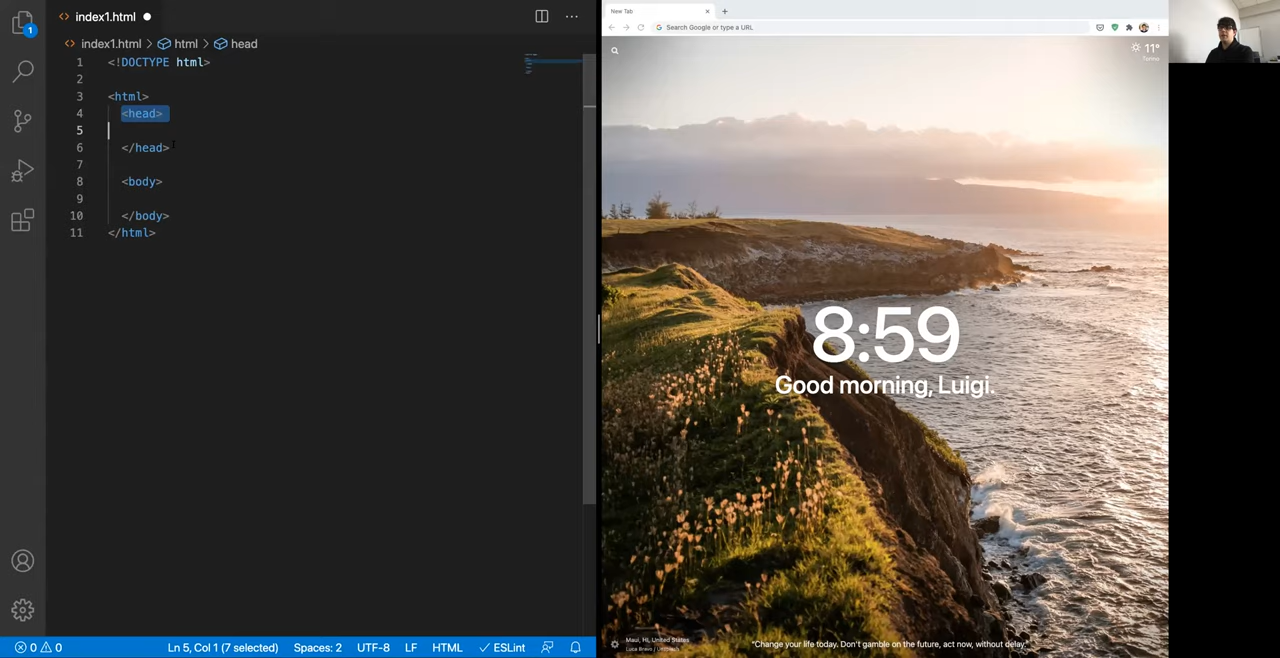 1
index1.html
index1.html > html > head
1 <!DOCTYPE html>
2
3 <html>
4 <head>
5
6 </head>
7
8 <body>
9
10 </body>
11 </html>
0 0 Ln 5, Col 1 (7 selected) Spaces: 2 UTF-8 LF HTML ESLint
New Tab
Search Google or type a URL
11°
Torino
8:59
Good morning, Luigi.
Maui, HI, United States
"Change your life today. Don't gamble on the future, act now, without delay."